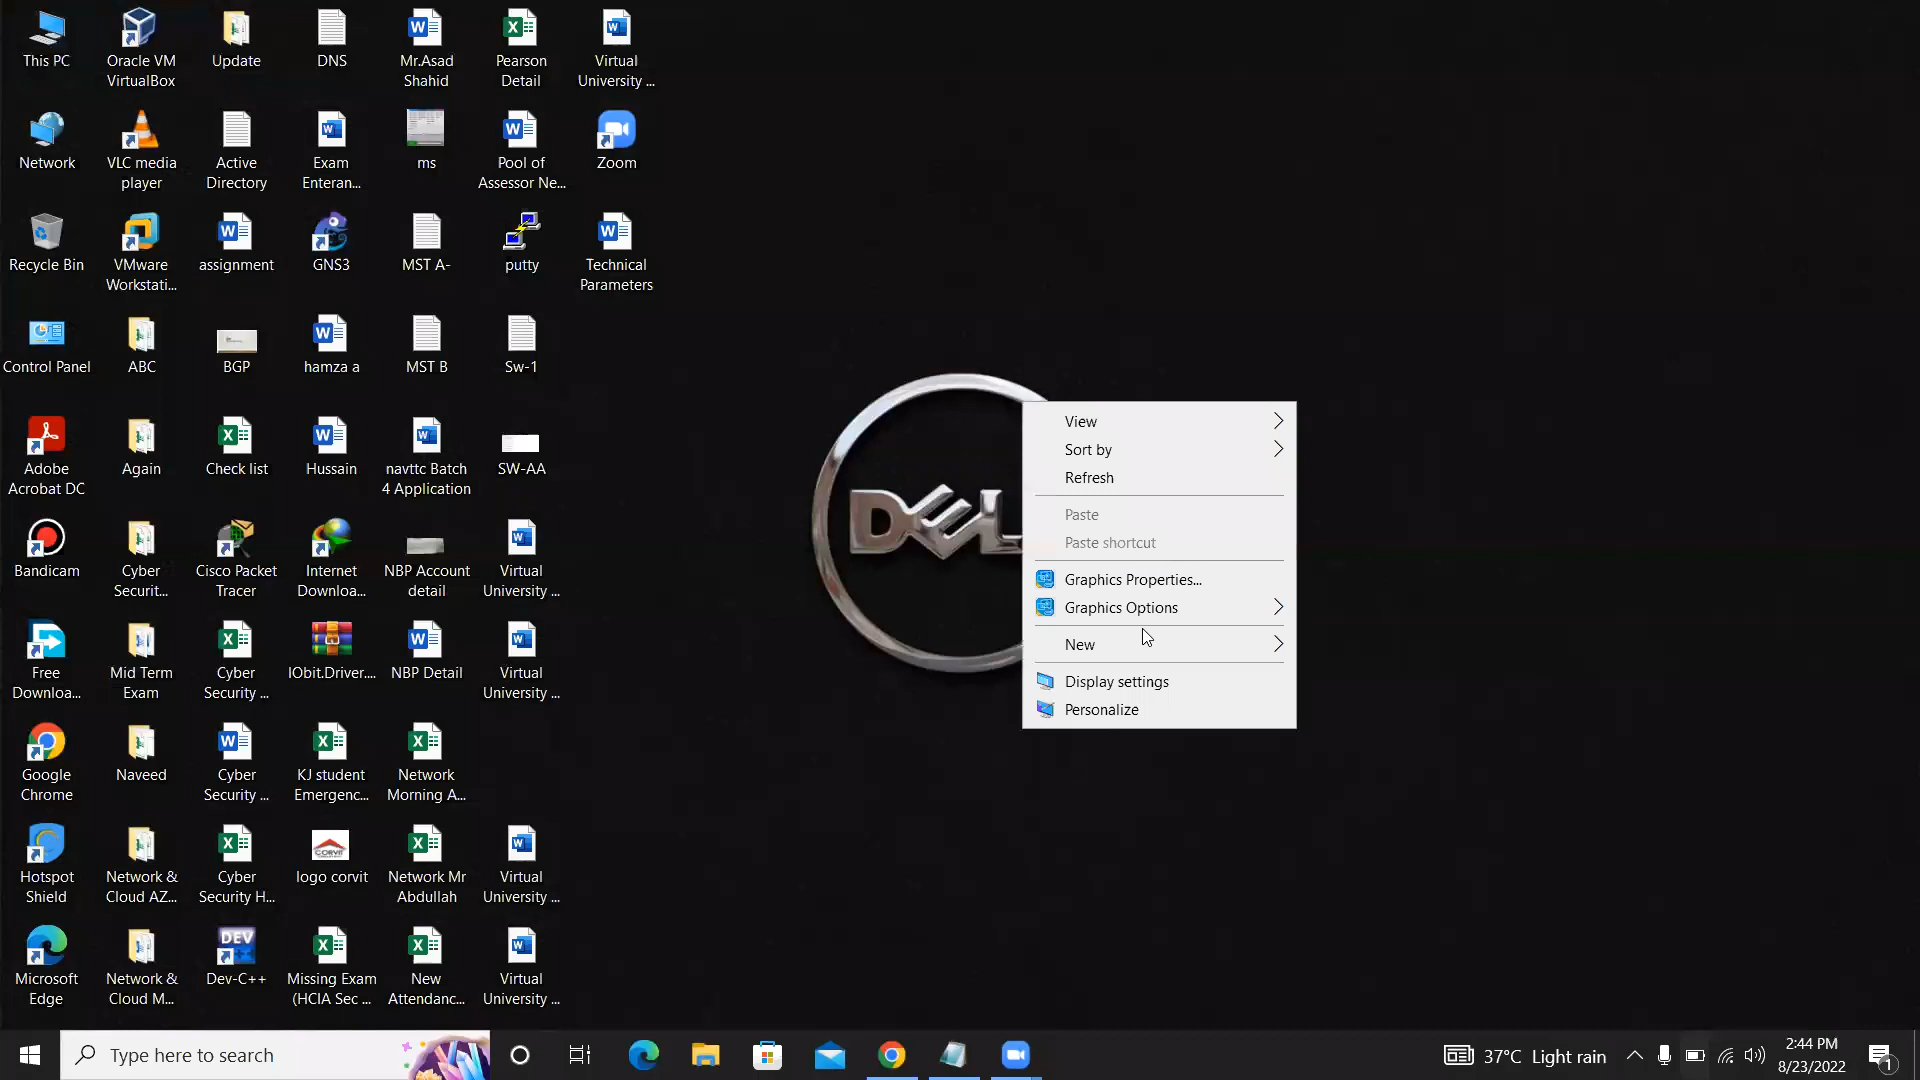 This PC
Oracle VM
VirtualBox
Update
DNS
Mr.Asad
Shahid
Pearson
Detail
Virtual
University ...
Network
VLC media
player
Active
Directory
Exam
Enteran...
ms
Pool of
Assessor Ne...
Zoom
Recycle Bin
VMware
Workstati...
assignment
GNS3
MST A-
putty
Technical
Parameters
Control Panel
ABC
BGP
hamza a
MST B
Sw-1
Adobe
Acrobat DC
Again
Check list
Hussain
navttc Batch
4 Application
SW-AA
Bandicam
Cyber
Securit...
Cisco Packet
Tracer
Internet
Downloa...
NBP Account
detail
Virtual
University ...
Free
Downloa...
Mid Term
Exam
Cyber
Security ...
IObit.Driver....
NBP Detail
Virtual
University ...
Google
Chrome
Naveed
Cyber
Security ...
KJ student
Emergenc...
Network
Morning A...
Hotspot
Shield
Network &
Cloud AZ...
Cyber
Security H...
CORVIT
logo corvit
Network Mr
Abdullah
Virtual
University ...
Microsoft
Edge
Network &
Cloud M...
DEV
Dev-C++
Missing Exam
(HCIA Sec ...
New
Attendanc...
Virtual
University ...
DELL
View
Sort by
Refresh
Paste
Paste shortcut
Graphics Properties...
Graphics Options
New
Display settings
Personalize
Type here to search
37°C Light rain
2:44 PM
8/23/2022
1